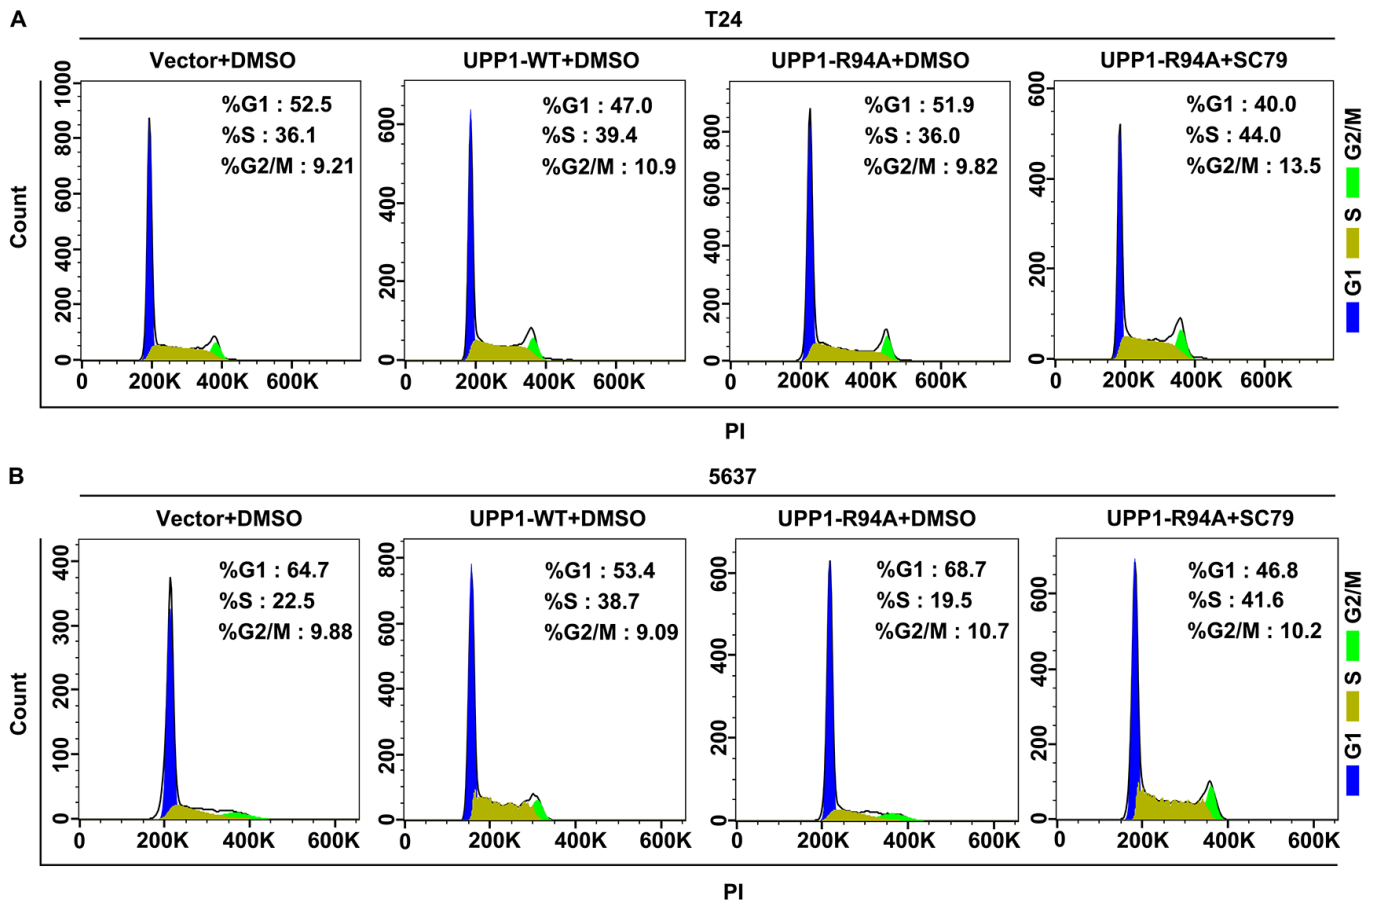 A
T24
Vector+DMSO
UPP1-WT+DMSO
UPP1-R94A+DMSO
UPP1-R94A+SC79
Count
1000
800
600
400
200
0
%G1 : 52.5
%S : 36.1
%G2/M : 9.21
0 200K 400K 600K
600
400
200
0
%G1 : 47.0
%S : 39.4
%G2/M : 10.9
0 200K 400K 600K
800
600
400
200
0
%G1 : 51.9
%S : 36.0
%G2/M : 9.82
0 200K 400K 600K
600
400
200
0
%G1 : 40.0
%S : 44.0
%G2/M : 13.5
0 200K 400K 600K
G1 S G2/M
PI
B
5637
Vector+DMSO
UPP1-WT+DMSO
UPP1-R94A+DMSO
UPP1-R94A+SC79
Count
400
300
200
100
0
%G1 : 64.7
%S : 22.5
%G2/M : 9.88
0 200K 400K 600K
800
600
400
200
0
%G1 : 53.4
%S : 38.7
%G2/M : 9.09
0 200K 400K 600K
600
400
200
0
%G1 : 68.7
%S : 19.5
%G2/M : 10.7
0 200K 400K 600K
600
400
200
0
%G1 : 46.8
%S : 41.6
%G2/M : 10.2
0 200K 400K 600K
G1 S G2/M
PI